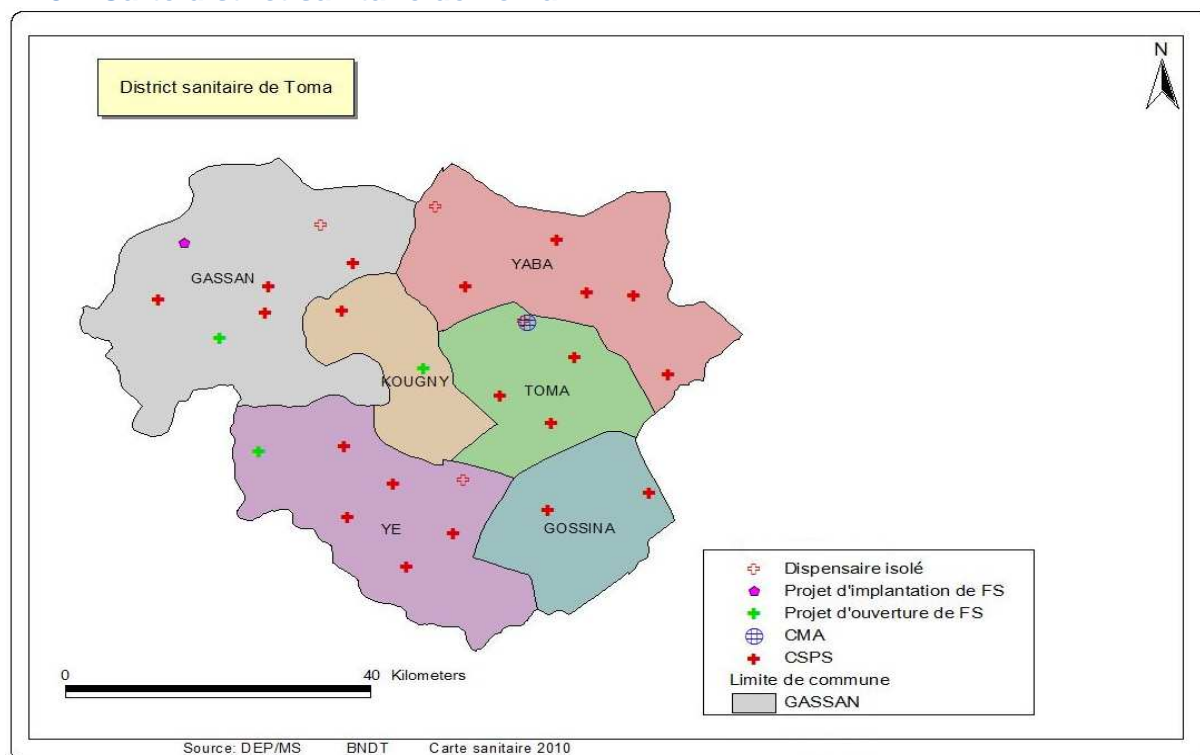 District sanitaire de Toma
N
YABA
GASSAN
KOUGNY
TOMA
YE
GOSSINA
Dispensaire isolé
Projet d'implantation de FS
Projet d'ouverture de FS
CMA
CSPS
Limite de commune
GASSAN
0 40 Kilometers
Source: DEP/MS BNDT Carte sanitaire 2010